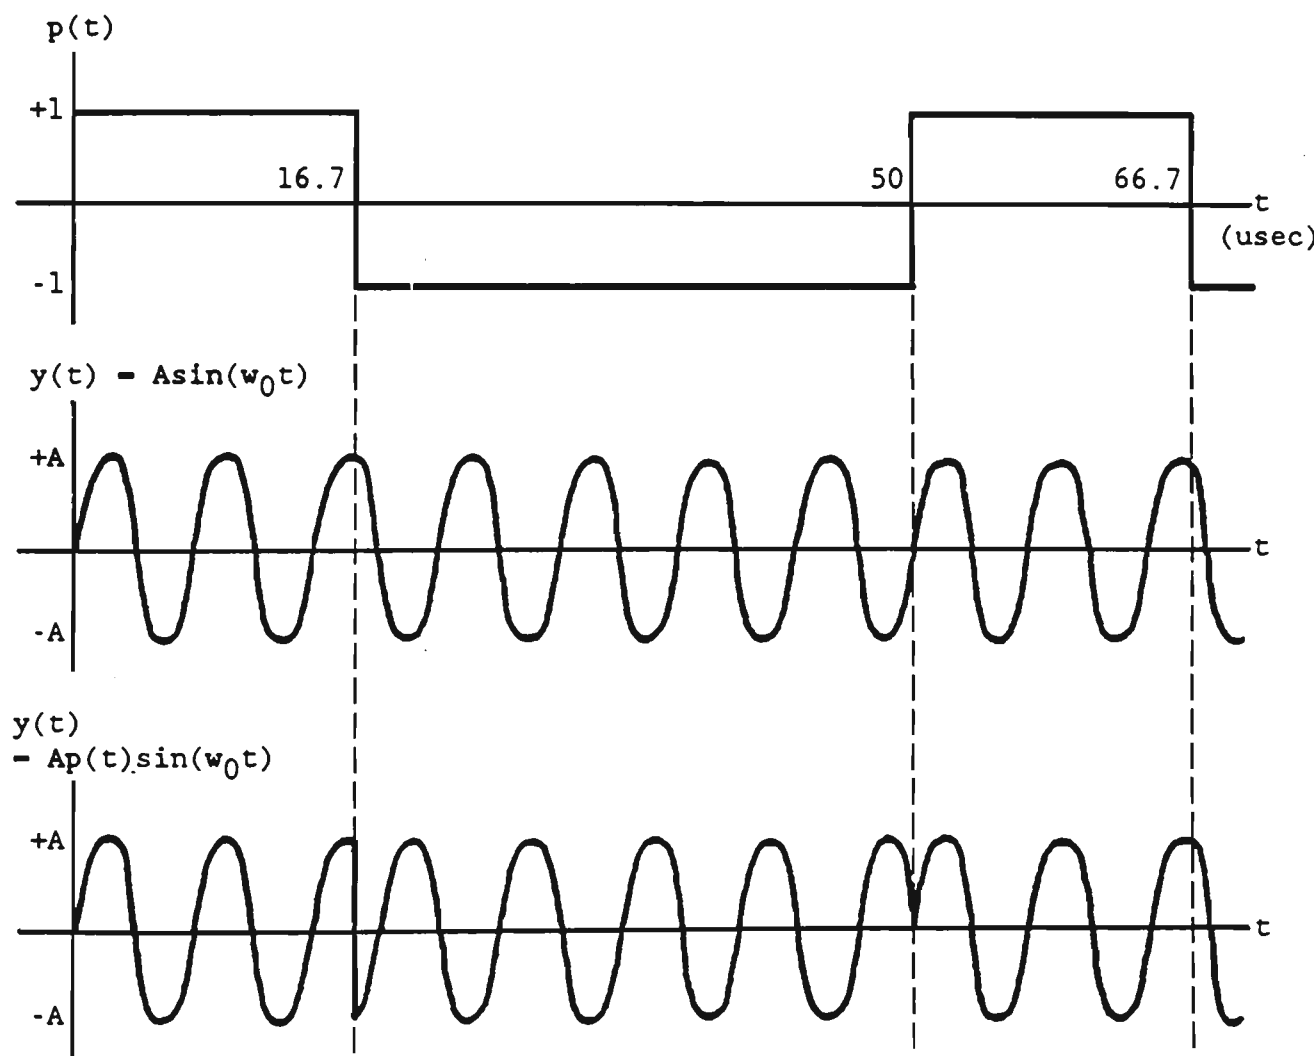 p(t)
+1
16.7
50
66.7
t
(usec)
-1
y(t) = Asin(w₀t)
+A
t
-A
y(t)
= Ap(t)sin(w₀t)
+A
t
-A